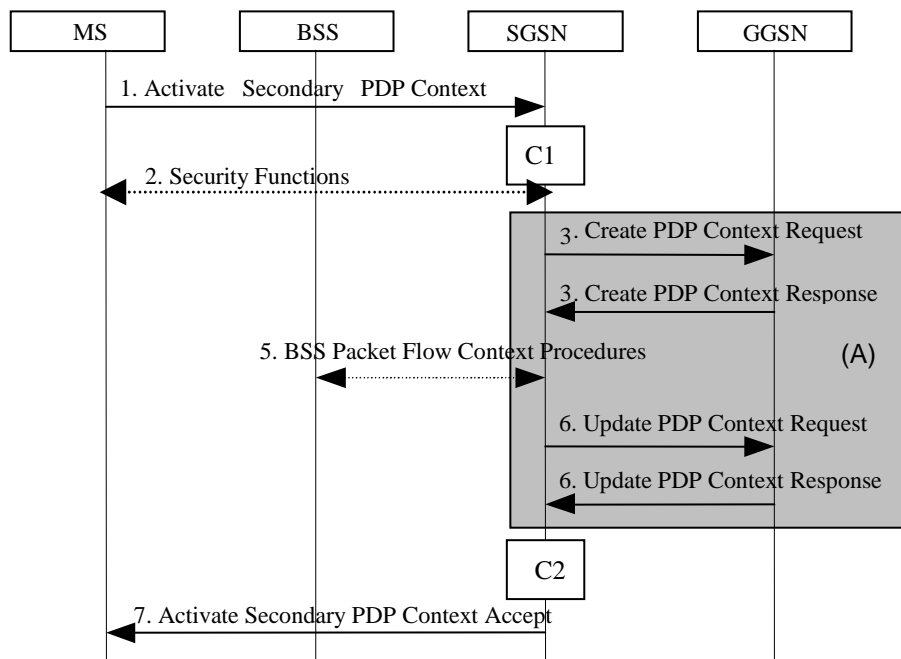 MS BSS SGSN GGSN
1. Activate Secondary PDP Context
C1
2. Security Functions
3. Create PDP Context Request
3. Create PDP Context Response
5. BSS Packet Flow Context Procedures
(A)
6. Update PDP Context Request
6. Update PDP Context Response
C2
7. Activate Secondary PDP Context Accept